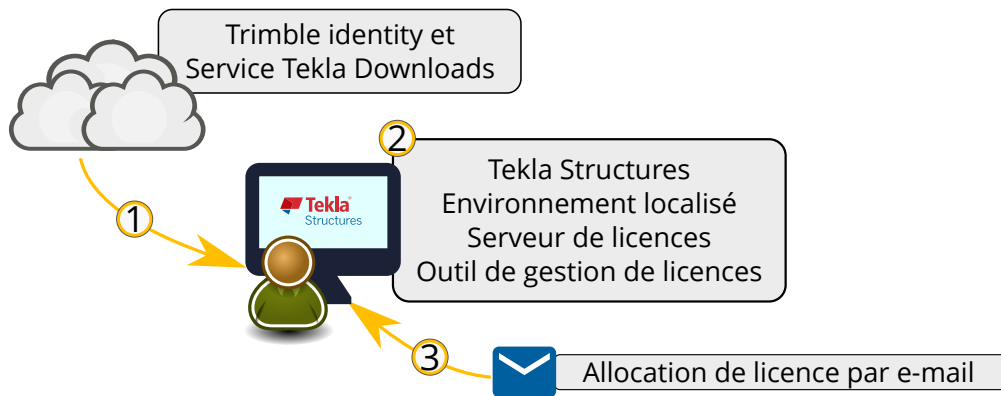 Trimble identity et
Service Tekla Downloads
2
Tekla Structures
Environnement localisé
Serveur de licences
Outil de gestion de licences
Tekla®
Structures
1
3
Allocation de licence par e-mail